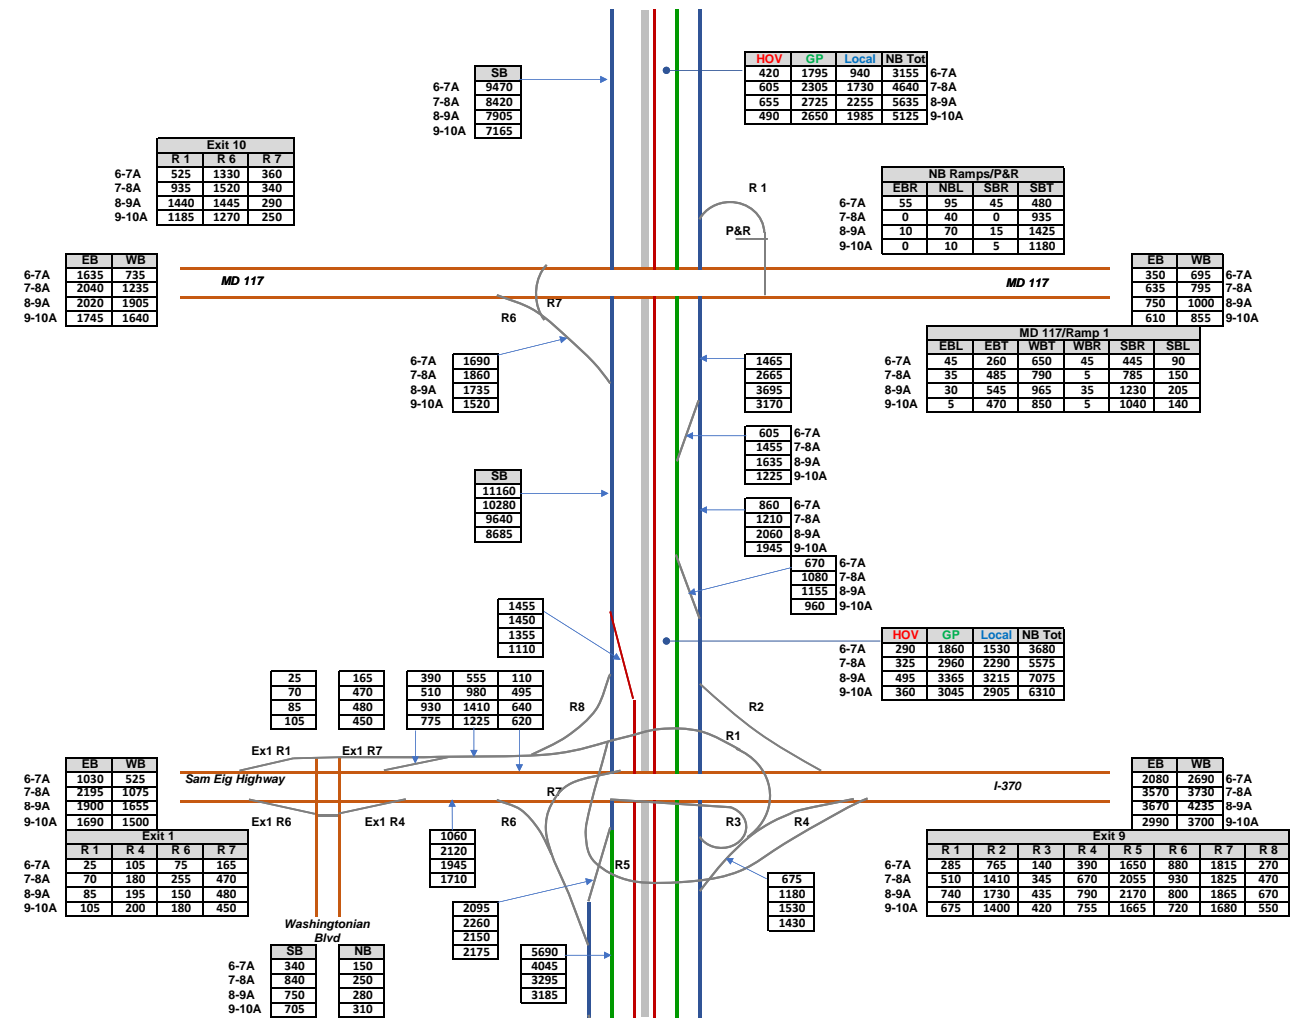 HOV GP Local NB Tot
420 1795 940 3155 6-7A
605 2305 1730 4640 7-8A
655 2725 2255 5635 8-9A
490 2650 1985 5125 9-10A
SB
6-7A 9470
7-8A 8420
8-9A 7905
9-10A 7165
Exit 10
R 1 R 6 R 7
6-7A 525 1330 360
7-8A 935 1520 340
8-9A 1440 1445 290
9-10A 1185 1270 250
NB Ramps/P&R
EBR NBL SBR SBT
6-7A 55 95 45 480
7-8A 0 40 0 935
8-9A 10 70 15 1425
9-10A 0 10 5 1180
R 1
P&R
EB WB
6-7A 1635 735
7-8A 2040 1235
8-9A 2020 1905
9-10A 1745 1640
MD 117
MD 117
EB WB
350 695 6-7A
635 795 7-8A
750 1000 8-9A
610 855 9-10A
R7
R6
MD 117/Ramp 1
EBL EBT WBT WBR SBR SBL
6-7A 45 260 650 45 445 90
7-8A 35 485 790 5 785 150
8-9A 30 545 965 35 1230 205
9-10A 5 470 850 5 1040 140
6-7A 1690
7-8A 1860
8-9A 1735
9-10A 1520
1465
2665
3695
3170
605 6-7A
1455 7-8A
1635 8-9A
1225 9-10A
SB
11160
10280
9640
8685
860 6-7A
1210 7-8A
2060 8-9A
1945 9-10A
670 6-7A
1080 7-8A
1155 8-9A
960 9-10A
1455
1450
1355
1110
HOV GP Local NB Tot
6-7A 290 1860 1530 3680
7-8A 325 2960 2290 5575
8-9A 495 3365 3215 7075
9-10A 360 3045 2905 6310
25 165 390 555 110
70 470 510 980 495
85 480 930 1410 640
105 450 775 1225 620
R8
R2
R1
Ex1 R1
Ex1 R7
EB WB
6-7A 1030 525
7-8A 2195 1075
8-9A 1900 1655
9-10A 1690 1500
Sam Eig Highway
I-370
EB WB
2080 2690 6-7A
3570 3730 7-8A
3670 4235 8-9A
2990 3700 9-10A
R7
Ex1 R6
Ex1 R4
R6
R3
R4
R5
Exit 1
R 1 R 4 R 6 R 7
6-7A 25 105 75 165
7-8A 70 180 255 470
8-9A 85 195 150 480
9-10A 105 200 180 450
1060
2120
1945
1710
Exit 9
R 1 R 2 R 3 R 4 R 5 R 6 R 7 R 8
6-7A 285 765 140 390 1650 880 1815 270
7-8A 510 1410 345 670 2055 930 1825 470
8-9A 740 1730 435 790 2170 800 1865 670
9-10A 675 1400 420 755 1665 720 1680 550
675
1180
1530
1430
2095
2260
2150
2175
Washingtonian
Blvd
SB NB
6-7A 340 150
7-8A 840 250
8-9A 750 280
9-10A 705 310
5690
4045
3295
3185